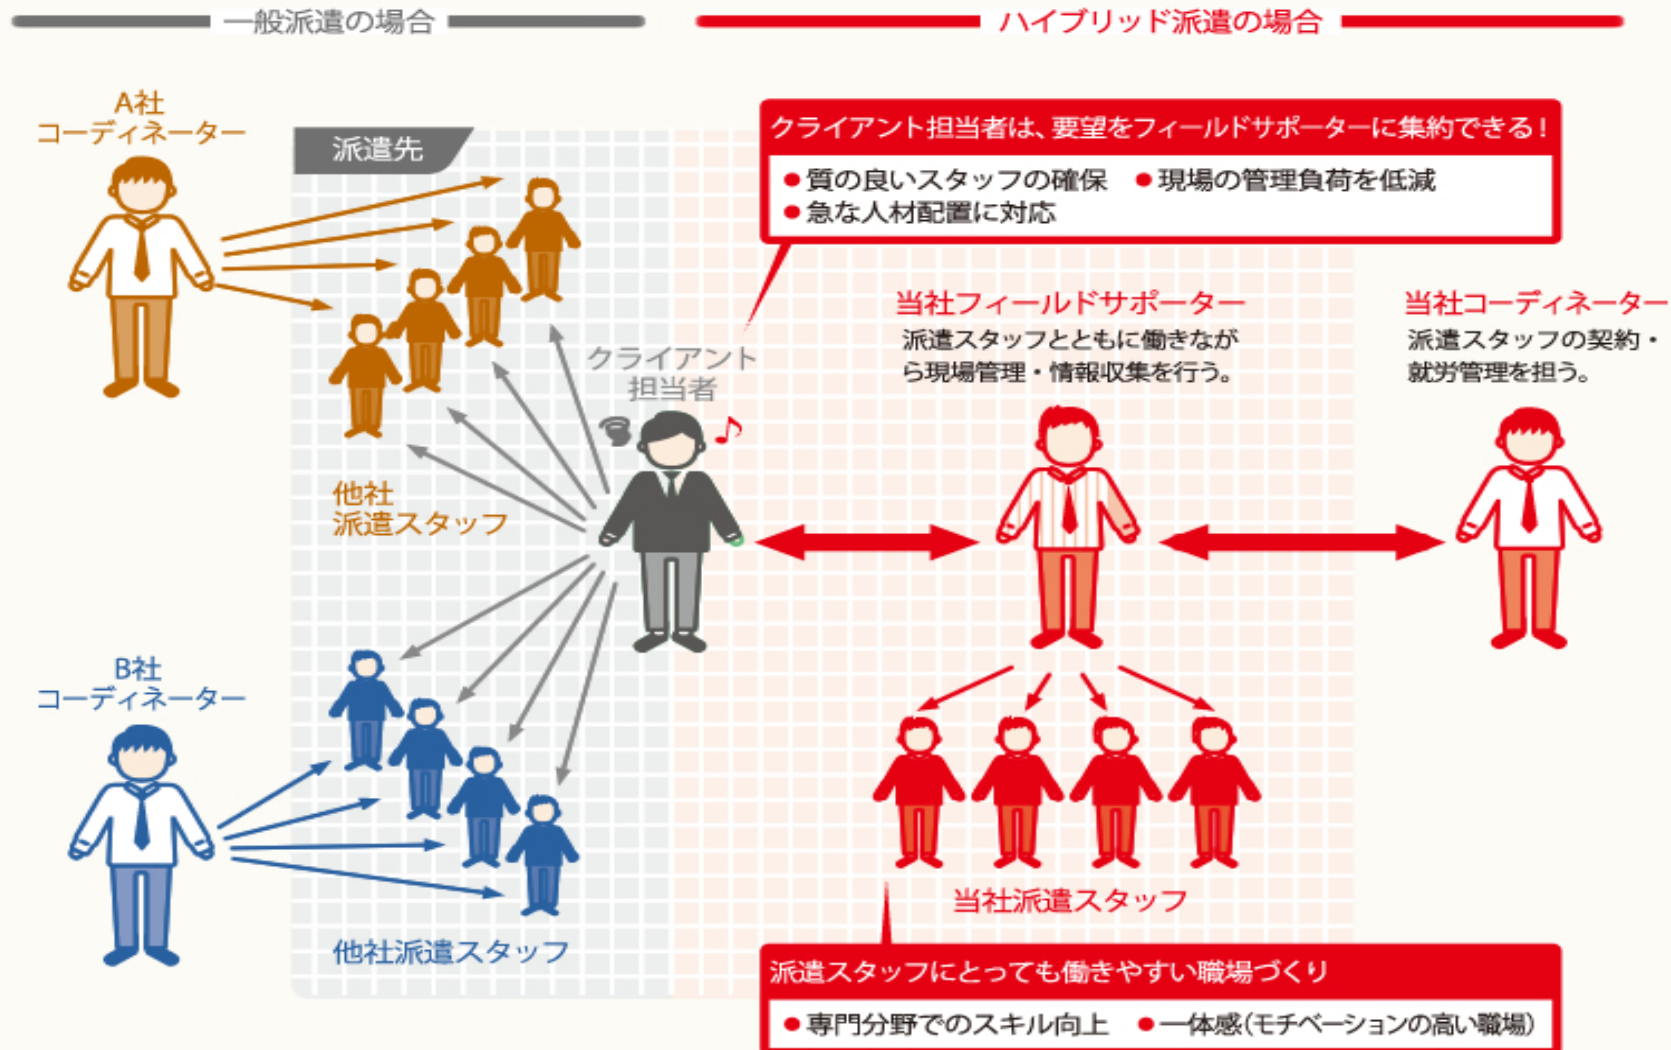 一般派遣の場合
ハイブリッド派遣の場合
A社
コーディネーター
派遣先
クライアント担当者は、要望をフィールドサポーターに集約できる!
●質の良いスタッフの確保 ●現場の管理負荷を低減
●急な人材配置に対応
クライアント
担当者
当社フィールドサポーター
派遣スタッフとともに働きなが
ら現場管理・情報収集を行う。
当社コーディネーター
派遣スタッフの契約・
就労管理を担う。
他社
派遣スタッフ
B社
コーディネーター
他社派遣スタッフ
当社派遣スタッフ
派遣スタッフにとっても働きやすい職場づくり
●専門分野でのスキル向上 ●一体感(モチベーションの高い職場)